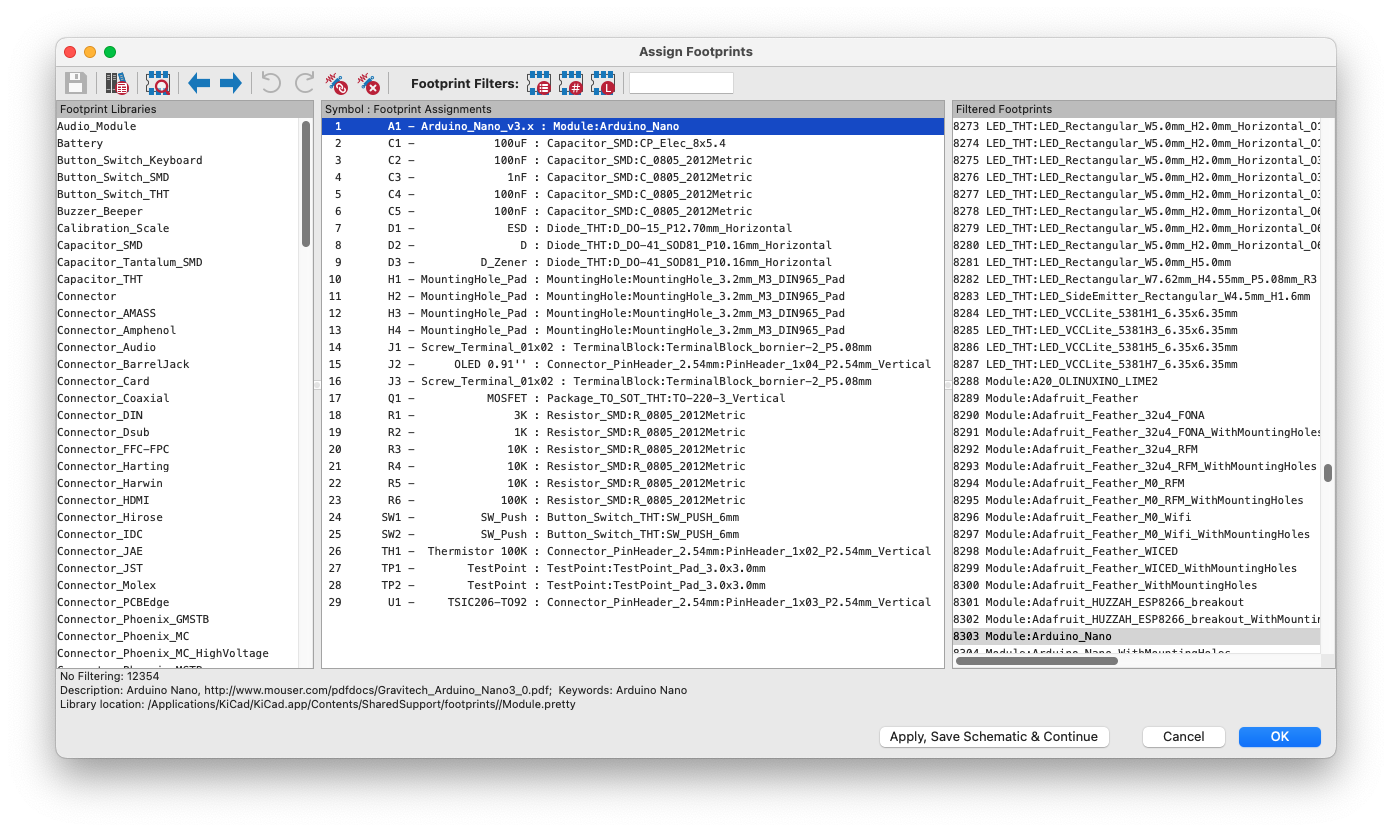 Assign Footprints
Footprint Filters:
Footprint Libraries
Audio_Module
Battery
Button_Switch_Keyboard
Button_Switch_SMD
Button_Switch_THT
Buzzer_Beeper
Calibration_Scale
Capacitor_SMD
Capacitor_Tantalum_SMD
Capacitor_THT
Connector
Connector_AMASS
Connector_Amphenol
Connector_Audio
Connector_BarrelJack
Connector_Card
Connector_Coaxial
Connector_DIN
Connector_Dsub
Connector_FFC-FPC
Connector_Harting
Connector_Harwin
Connector_HDMI
Connector_Hirose
Connector_IDC
Connector_JAE
Connector_JST
Connector_Molex
Connector_PCBEdge
Connector_Phoenix_GMSTB
Connector_Phoenix_MC
Connector_Phoenix_MC_HighVoltage
Symbol : Footprint Assignments
1 A1 - Arduino_Nano_v3.x : Module:Arduino_Nano
2 C1 - 100uF : Capacitor_SMD:CP_Elec_8x5.4
3 C2 - 100nF : Capacitor_SMD:C_0805_2012Metric
4 C3 - 1nF : Capacitor_SMD:C_0805_2012Metric
5 C4 - 100nF : Capacitor_SMD:C_0805_2012Metric
6 C5 - 100nF : Capacitor_SMD:C_0805_2012Metric
7 D1 - ESD : Diode_THT:D_DO-15_P12.70mm_Horizontal
8 D2 - D : Diode_THT:D_DO-41_SOD81_P10.16mm_Horizontal
9 D3 - D_Zener : Diode_THT:D_DO-41_SOD81_P10.16mm_Horizontal
10 H1 - MountingHole_Pad : MountingHole:MountingHole_3.2mm_M3_DIN965_Pad
11 H2 - MountingHole_Pad : MountingHole:MountingHole_3.2mm_M3_DIN965_Pad
12 H3 - MountingHole_Pad : MountingHole:MountingHole_3.2mm_M3_DIN965_Pad
13 H4 - MountingHole_Pad : MountingHole:MountingHole_3.2mm_M3_DIN965_Pad
14 J1 - Screw_Terminal_01x02 : TerminalBlock:TerminalBlock_bornier-2_P5.08mm
15 J2 - OLED 0.91'' : Connector_PinHeader_2.54mm:PinHeader_1x04_P2.54mm_Vertical
16 J3 - Screw_Terminal_01x02 : TerminalBlock:TerminalBlock_bornier-2_P5.08mm
17 Q1 - MOSFET : Package_TO_SOT_THT:TO-220-3_Vertical
18 R1 - 3K : Resistor_SMD:R_0805_2012Metric
19 R2 - 1K : Resistor_SMD:R_0805_2012Metric
20 R3 - 10K : Resistor_SMD:R_0805_2012Metric
21 R4 - 10K : Resistor_SMD:R_0805_2012Metric
22 R5 - 10K : Resistor_SMD:R_0805_2012Metric
23 R6 - 100K : Resistor_SMD:R_0805_2012Metric
24 SW1 - SW_Push : Button_Switch_THT:SW_PUSH_6mm
25 SW2 - SW_Push : Button_Switch_THT:SW_PUSH_6mm
26 TH1 - Thermistor 100K : Connector_PinHeader_2.54mm:PinHeader_1x02_P2.54mm_Vertical
27 TP1 - TestPoint : TestPoint:TestPoint_Pad_3.0x3.0mm
28 TP2 - TestPoint : TestPoint:TestPoint_Pad_3.0x3.0mm
29 U1 - TSIC206-TO92 : Connector_PinHeader_2.54mm:PinHeader_1x03_P2.54mm_Vertical
Filtered Footprints
8273 LED_THT:LED_Rectangular_W5.0mm_H2.0mm_Horizontal_O1
8274 LED_THT:LED_Rectangular_W5.0mm_H2.0mm_Horizontal_O1
8275 LED_THT:LED_Rectangular_W5.0mm_H2.0mm_Horizontal_O3
8276 LED_THT:LED_Rectangular_W5.0mm_H2.0mm_Horizontal_O3
8277 LED_THT:LED_Rectangular_W5.0mm_H2.0mm_Horizontal_O3
8278 LED_THT:LED_Rectangular_W5.0mm_H2.0mm_Horizontal_O6
8279 LED_THT:LED_Rectangular_W5.0mm_H2.0mm_Horizontal_O6
8280 LED_THT:LED_Rectangular_W5.0mm_H2.0mm_Horizontal_O6
8281 LED_THT:LED_Rectangular_W5.0mm_H5.0mm
8282 LED_THT:LED_Rectangular_W7.62mm_H4.55mm_P5.08mm_R3
8283 LED_THT:LED_SideEmitter_Rectangular_W4.5mm_H1.6mm
8284 LED_THT:LED_VCCLite_5381H1_6.35x6.35mm
8285 LED_THT:LED_VCCLite_5381H3_6.35x6.35mm
8286 LED_THT:LED_VCCLite_5381H5_6.35x6.35mm
8287 LED_THT:LED_VCCLite_5381H7_6.35x6.35mm
8288 Module:A20_OLINUXINO_LIME2
8289 Module:Adafruit_Feather
8290 Module:Adafruit_Feather_32u4_FONA
8291 Module:Adafruit_Feather_32u4_FONA_WithMountingHoles
8292 Module:Adafruit_Feather_32u4_RFM
8293 Module:Adafruit_Feather_32u4_RFM_WithMountingHoles
8294 Module:Adafruit_Feather_M0_RFM
8295 Module:Adafruit_Feather_M0_RFM_WithMountingHoles
8296 Module:Adafruit_Feather_M0_Wifi
8297 Module:Adafruit_Feather_M0_Wifi_WithMountingHoles
8298 Module:Adafruit_Feather_WICED
8299 Module:Adafruit_Feather_WICED_WithMountingHoles
8300 Module:Adafruit_Feather_WithMountingHoles
8301 Module:Adafruit_HUZZAH_ESP8266_breakout
8302 Module:Adafruit_HUZZAH_ESP8266_breakout_WithMountin
8303 Module:Arduino_Nano
8304 Module:Arduino_Nano_WithMountingHoles
No Filtering: 12354
Description: Arduino Nano, http://www.mouser.com/pdfdocs/Gravitech_Arduino_Nano3_0.pdf; Keywords: Arduino Nano
Library location: /Applications/KiCad/KiCad.app/Contents/SharedSupport/footprints//Module.pretty
Apply, Save Schematic & Continue
Cancel
OK